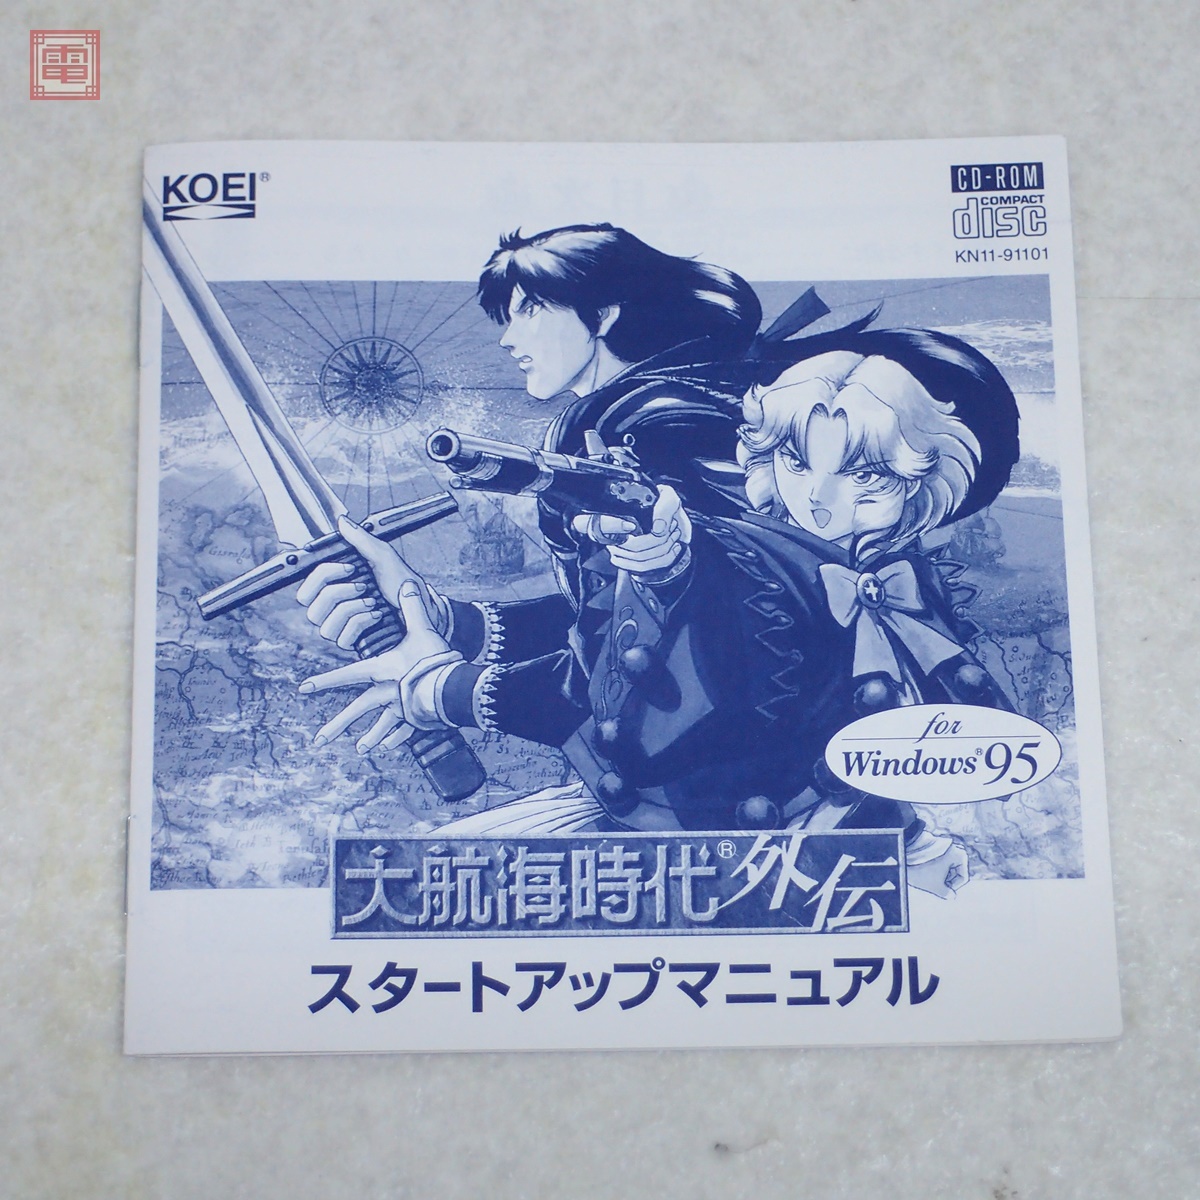 電
KOEI®
CD-ROM
COMPACT
disc
KN11-91101
for
Windows®95
大航海時代®外伝
スタートアップマニュアル